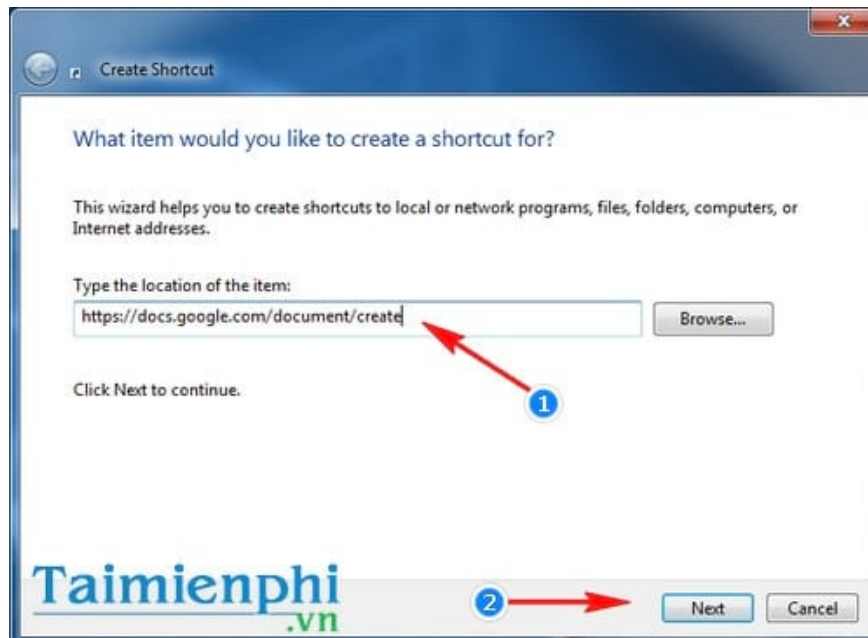 Create Shortcut
What item would you like to create a shortcut for?
This wizard helps you to create shortcuts to local or network programs, files, folders, computers, or
Internet addresses.
Type the location of the item:
https://docs.google.com/document/create
Browse...
Click Next to continue.
1
Taimienphi
.vn
2
Next
Cancel